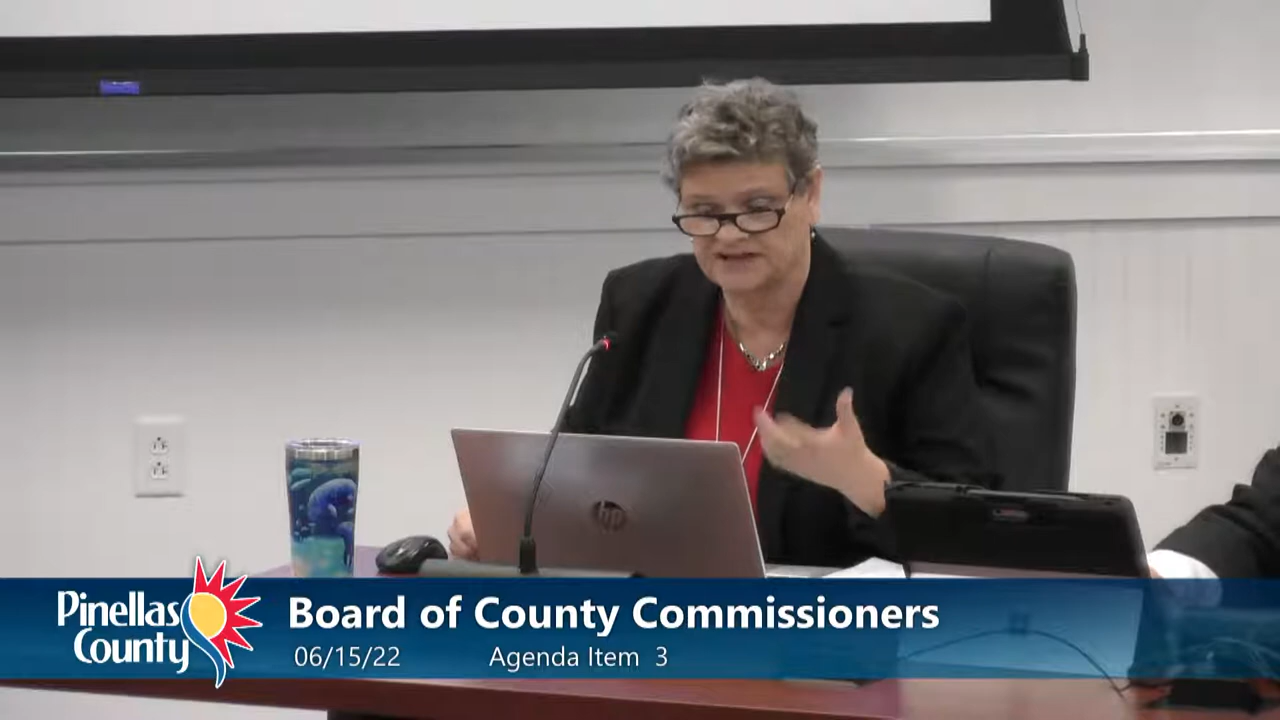 hp
Pinellas
County
Board of County Commissioners
06/15/22 Agenda Item 3